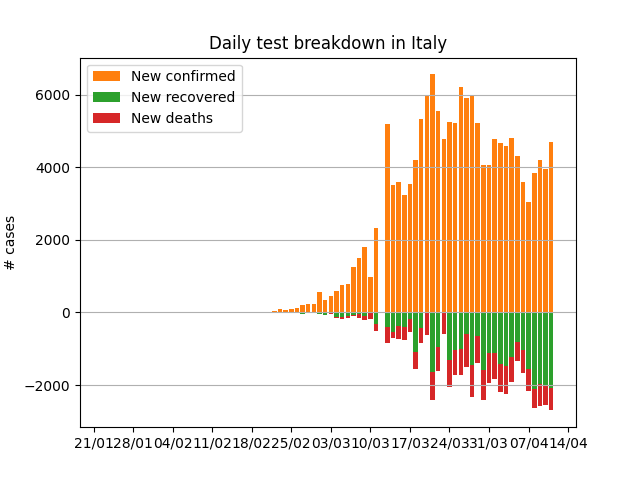 Daily test breakdown in Italy
New confirmed
New recovered
New deaths
# cases
6000
4000
2000
0
−2000
21/01 28/01 04/02 11/02 18/02 25/02 03/03 10/03 17/03 24/03 31/03 07/04 14/04